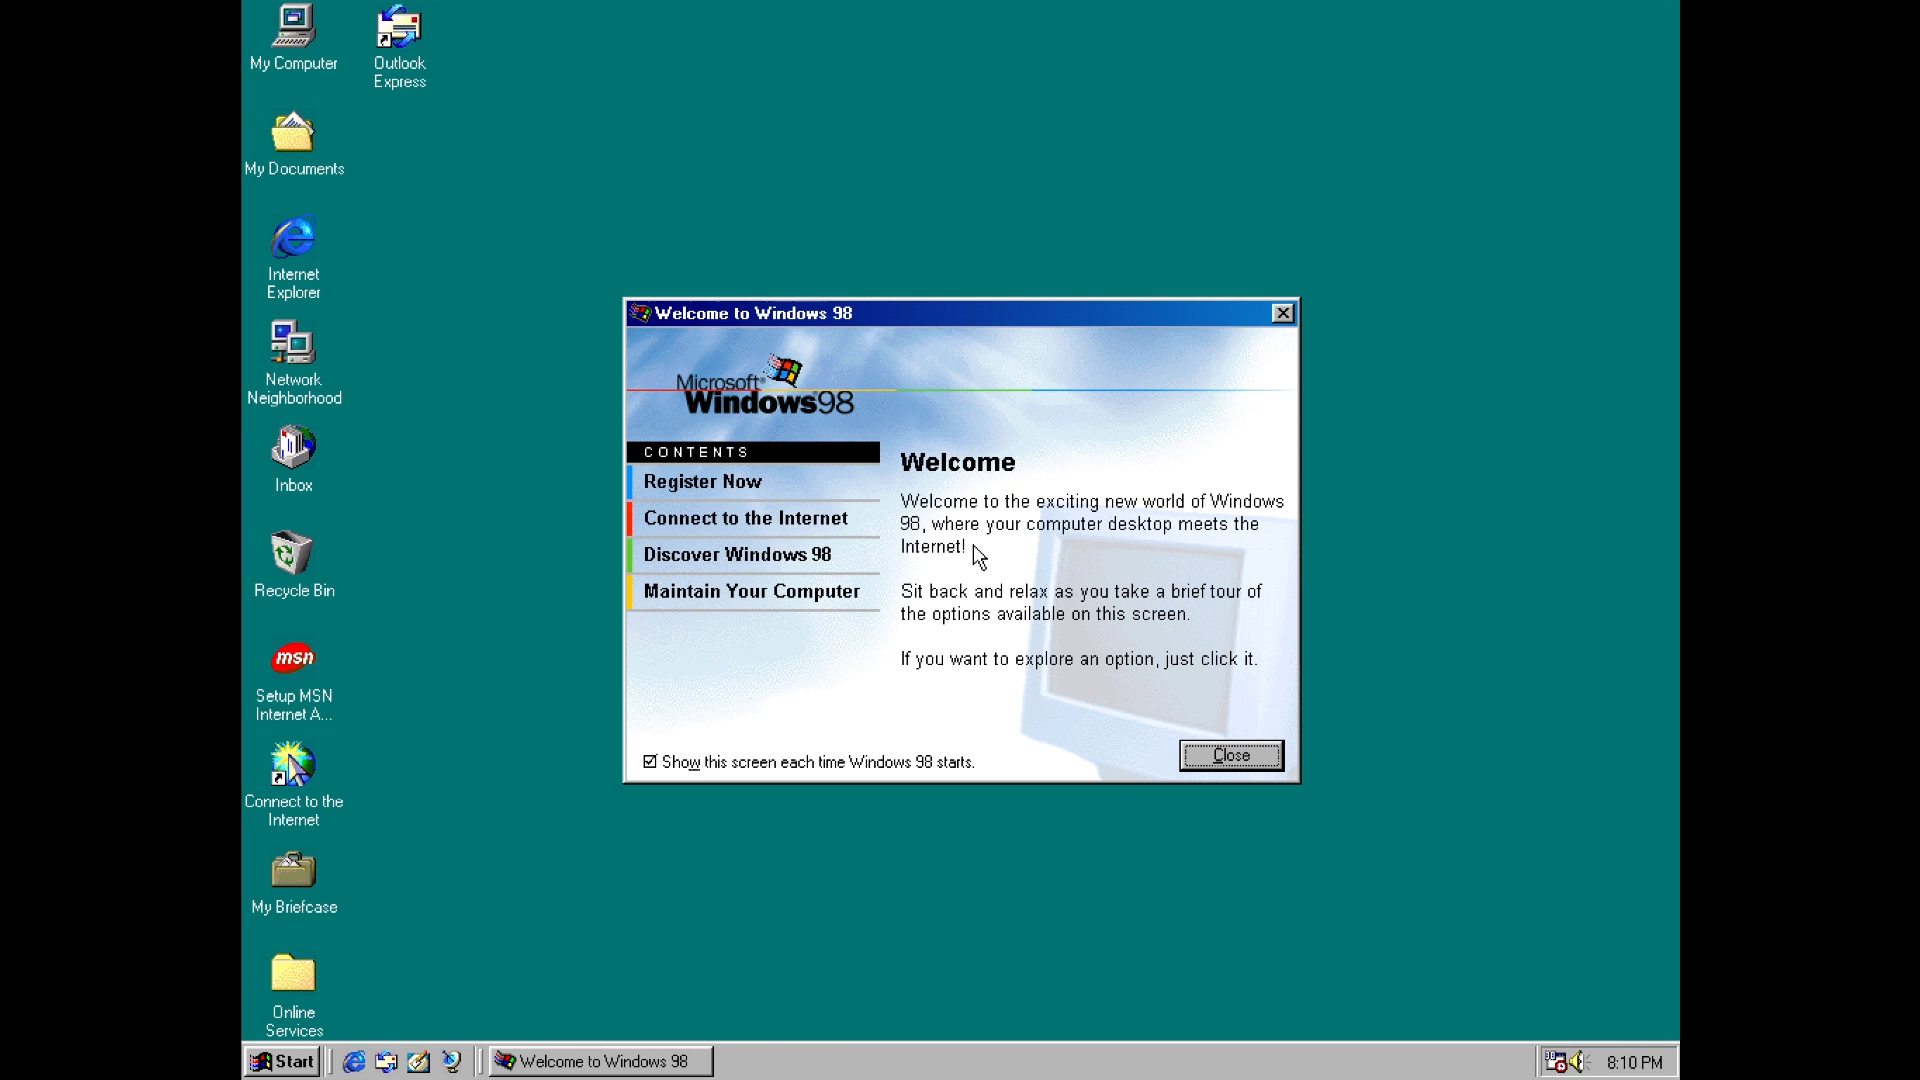 My Computer
Outlook
Express
My Documents
Internet
Explorer
Network
Neighborhood
Inbox
Recycle Bin
msn
Setup MSN
Internet A...
Connect to the
Internet
My Briefcase
Online
Services
Welcome to Windows 98
Microsoft®
Windows98
CONTENTS
Register Now
Connect to the Internet
Discover Windows 98
Maintain Your Computer
Welcome
Welcome to the exciting new world of Windows
98, where your computer desktop meets the
Internet!
Sit back and relax as you take a brief tour of
the options available on this screen.
If you want to explore an option, just click it.
Show this screen each time Windows 98 starts.
Close
Start
Welcome to Windows 98
8:10 PM